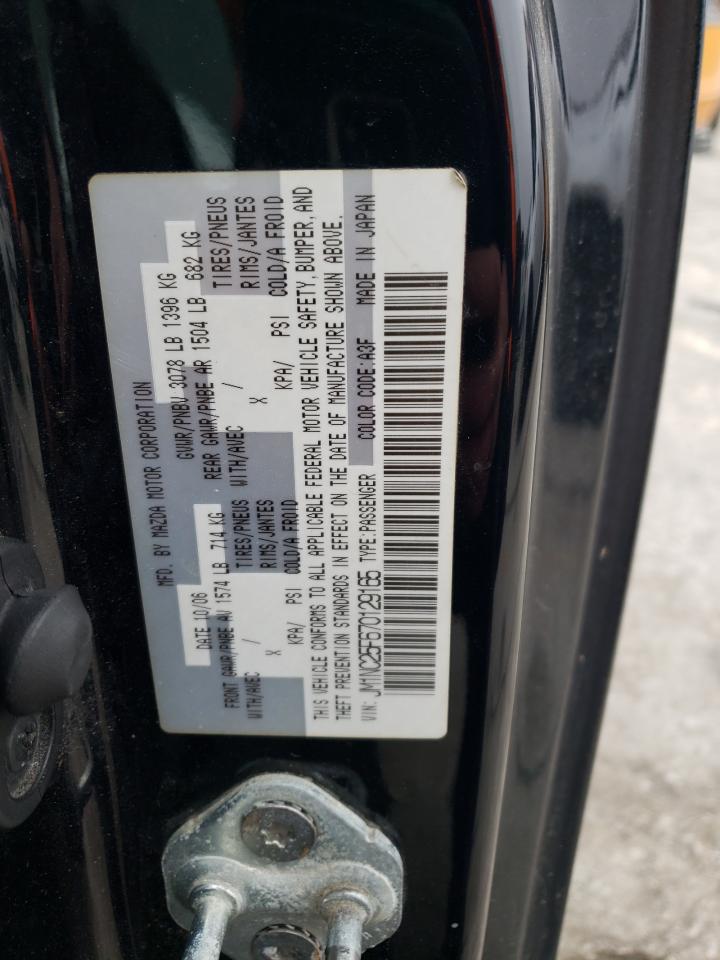 MFD. BY MAZDA MOTOR CORPORATION
DATE 10/06 GVWR/PNBV 3078 LB 1396 KG
FRONT GAWR/PNBE AV 1574 LB 714 KG REAR GAWR/PNBE AR 1504 LB 682 KG
WITH/AVEC TIRES/PNEUS WITH/AVEC TIRES/PNEUS
X / RIMS/JANTES X / RIMS/JANTES
KPA/ PSI COLD/A FROID KPA/ PSI COLD/A FROID
THIS VEHICLE CONFORMS TO ALL APPLICABLE FEDERAL MOTOR VEHICLE SAFETY, BUMPER, AND
THEFT PREVENTION STANDARDS IN EFFECT ON THE DATE OF MANUFACTURE SHOWN ABOVE.
VIN: JM1NC25F670129165 TYPE:PASSENGER COLOR CODE:A3F MADE IN JAPAN